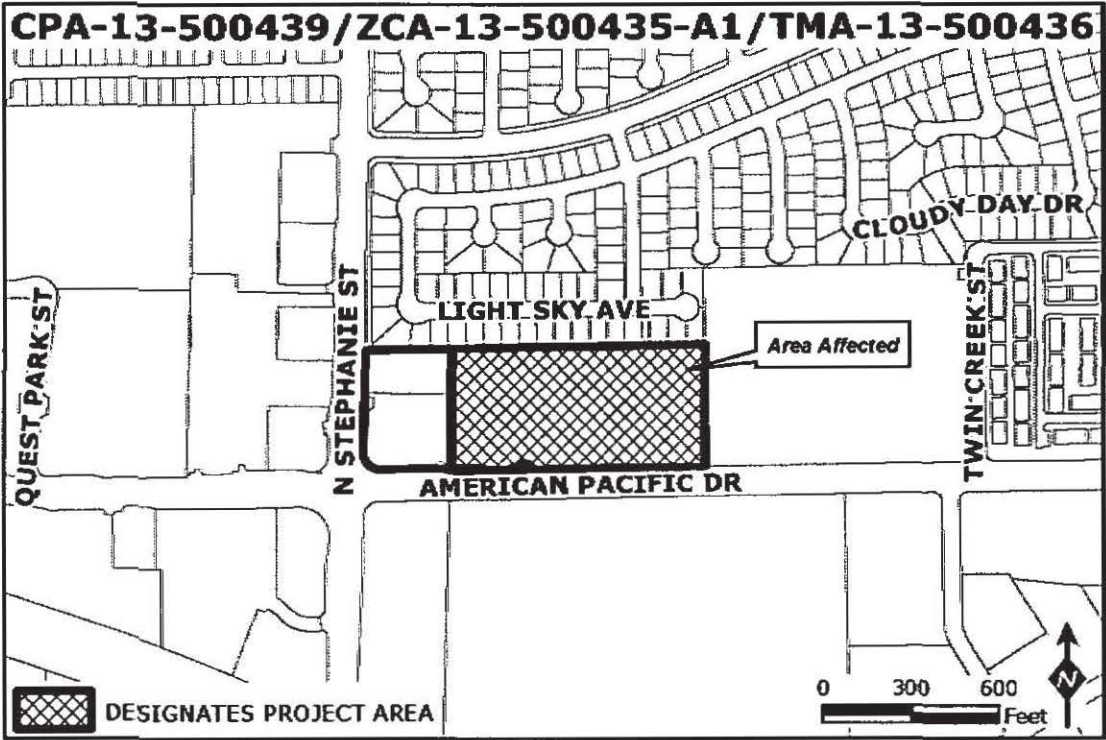 CPA-13-500439/ZCA-13-500435-A1/TMA-13-500436
CLOUDY DAY DR
QUEST PARK ST
N STEPHANIE ST
LIGHT SKY AVE
Area Affected
TWIN CREEK ST
AMERICAN PACIFIC DR
DESIGNATES PROJECT AREA
0 300 600
Feet
N